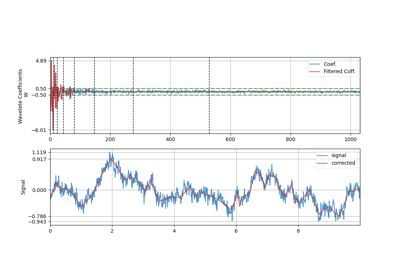 4.89
0.50
−0.50
−6.01
Wavelete Coefficients
W
Coef.
Filtered Coff.
0 200 400 600 800 1000
1.119
0.917
0.000
−0.786
−0.943
Signal
signal
corrected
0 2 4 6 8